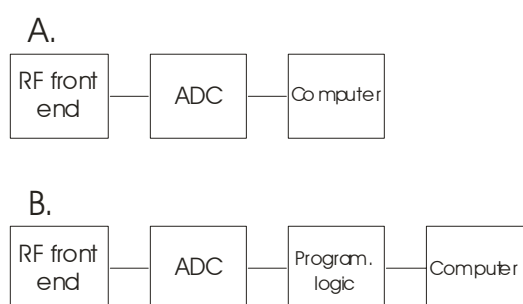 A.
RF front
end
ADC
Computer
B.
RF front
end
ADC
Program.
logic
Computer